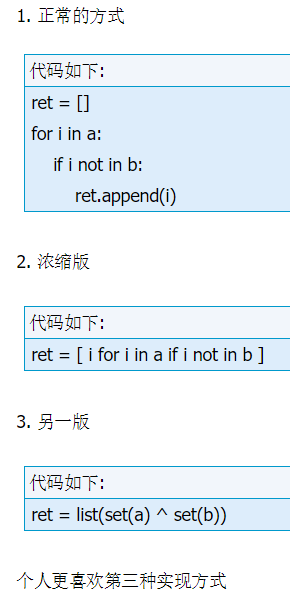 1. 正常的方式
代码如下:
ret = []
for i in a:
    if i not in b:
        ret.append(i)
2. 浓缩版
代码如下:
ret = [ i for i in a if i not in b ]
3. 另一版
代码如下:
ret = list(set(a) ^ set(b))
个人更喜欢第三种实现方式